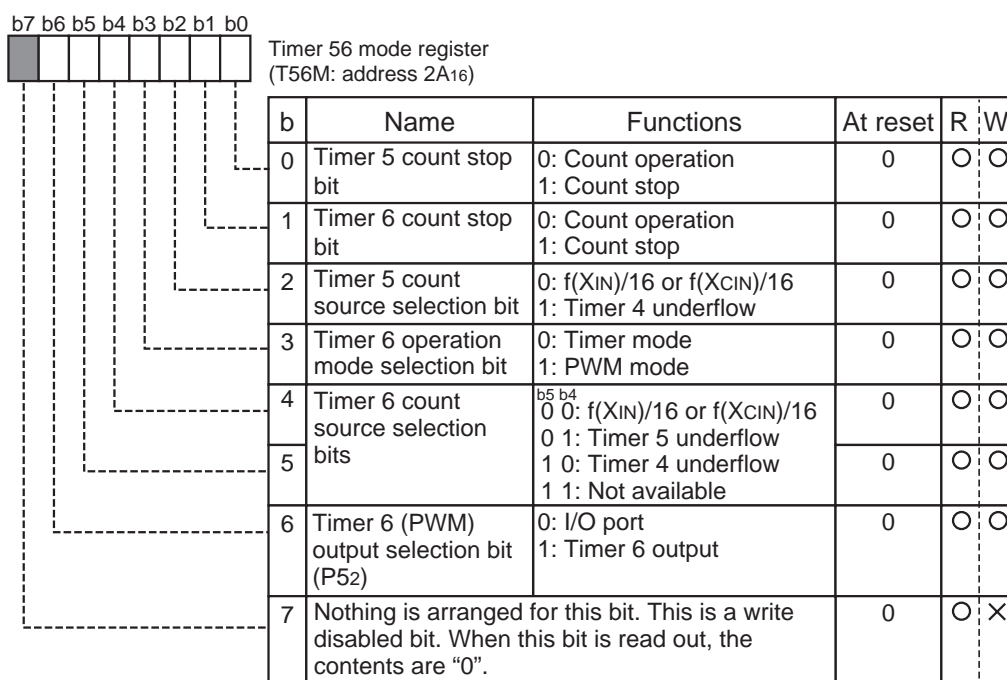 b7 b6 b5 b4 b3 b2 b1 b0
Timer 56 mode register
(T56M: address 2A16)
b Name Functions At reset R W
0 Timer 5 count stop bit 0: Count operation 0 O O
1: Count stop
1 Timer 6 count stop bit 0: Count operation 0 O O
1: Count stop
2 Timer 5 count source selection bit 0: f(XIN)/16 or f(XCIN)/16 0 O O
1: Timer 4 underflow
3 Timer 6 operation mode selection bit 0: Timer mode 0 O O
1: PWM mode
4 Timer 6 count source selection bits b5 b4
0 0: f(XIN)/16 or f(XCIN)/16 0 O O
0 1: Timer 5 underflow
5 1 0: Timer 4 underflow 0 O O
1 1: Not available
6 Timer 6 (PWM) output selection bit (P52) 0: I/O port 0 O O
1: Timer 6 output
7 Nothing is arranged for this bit. This is a write 0 O ×
disabled bit. When this bit is read out, the
contents are “0”.